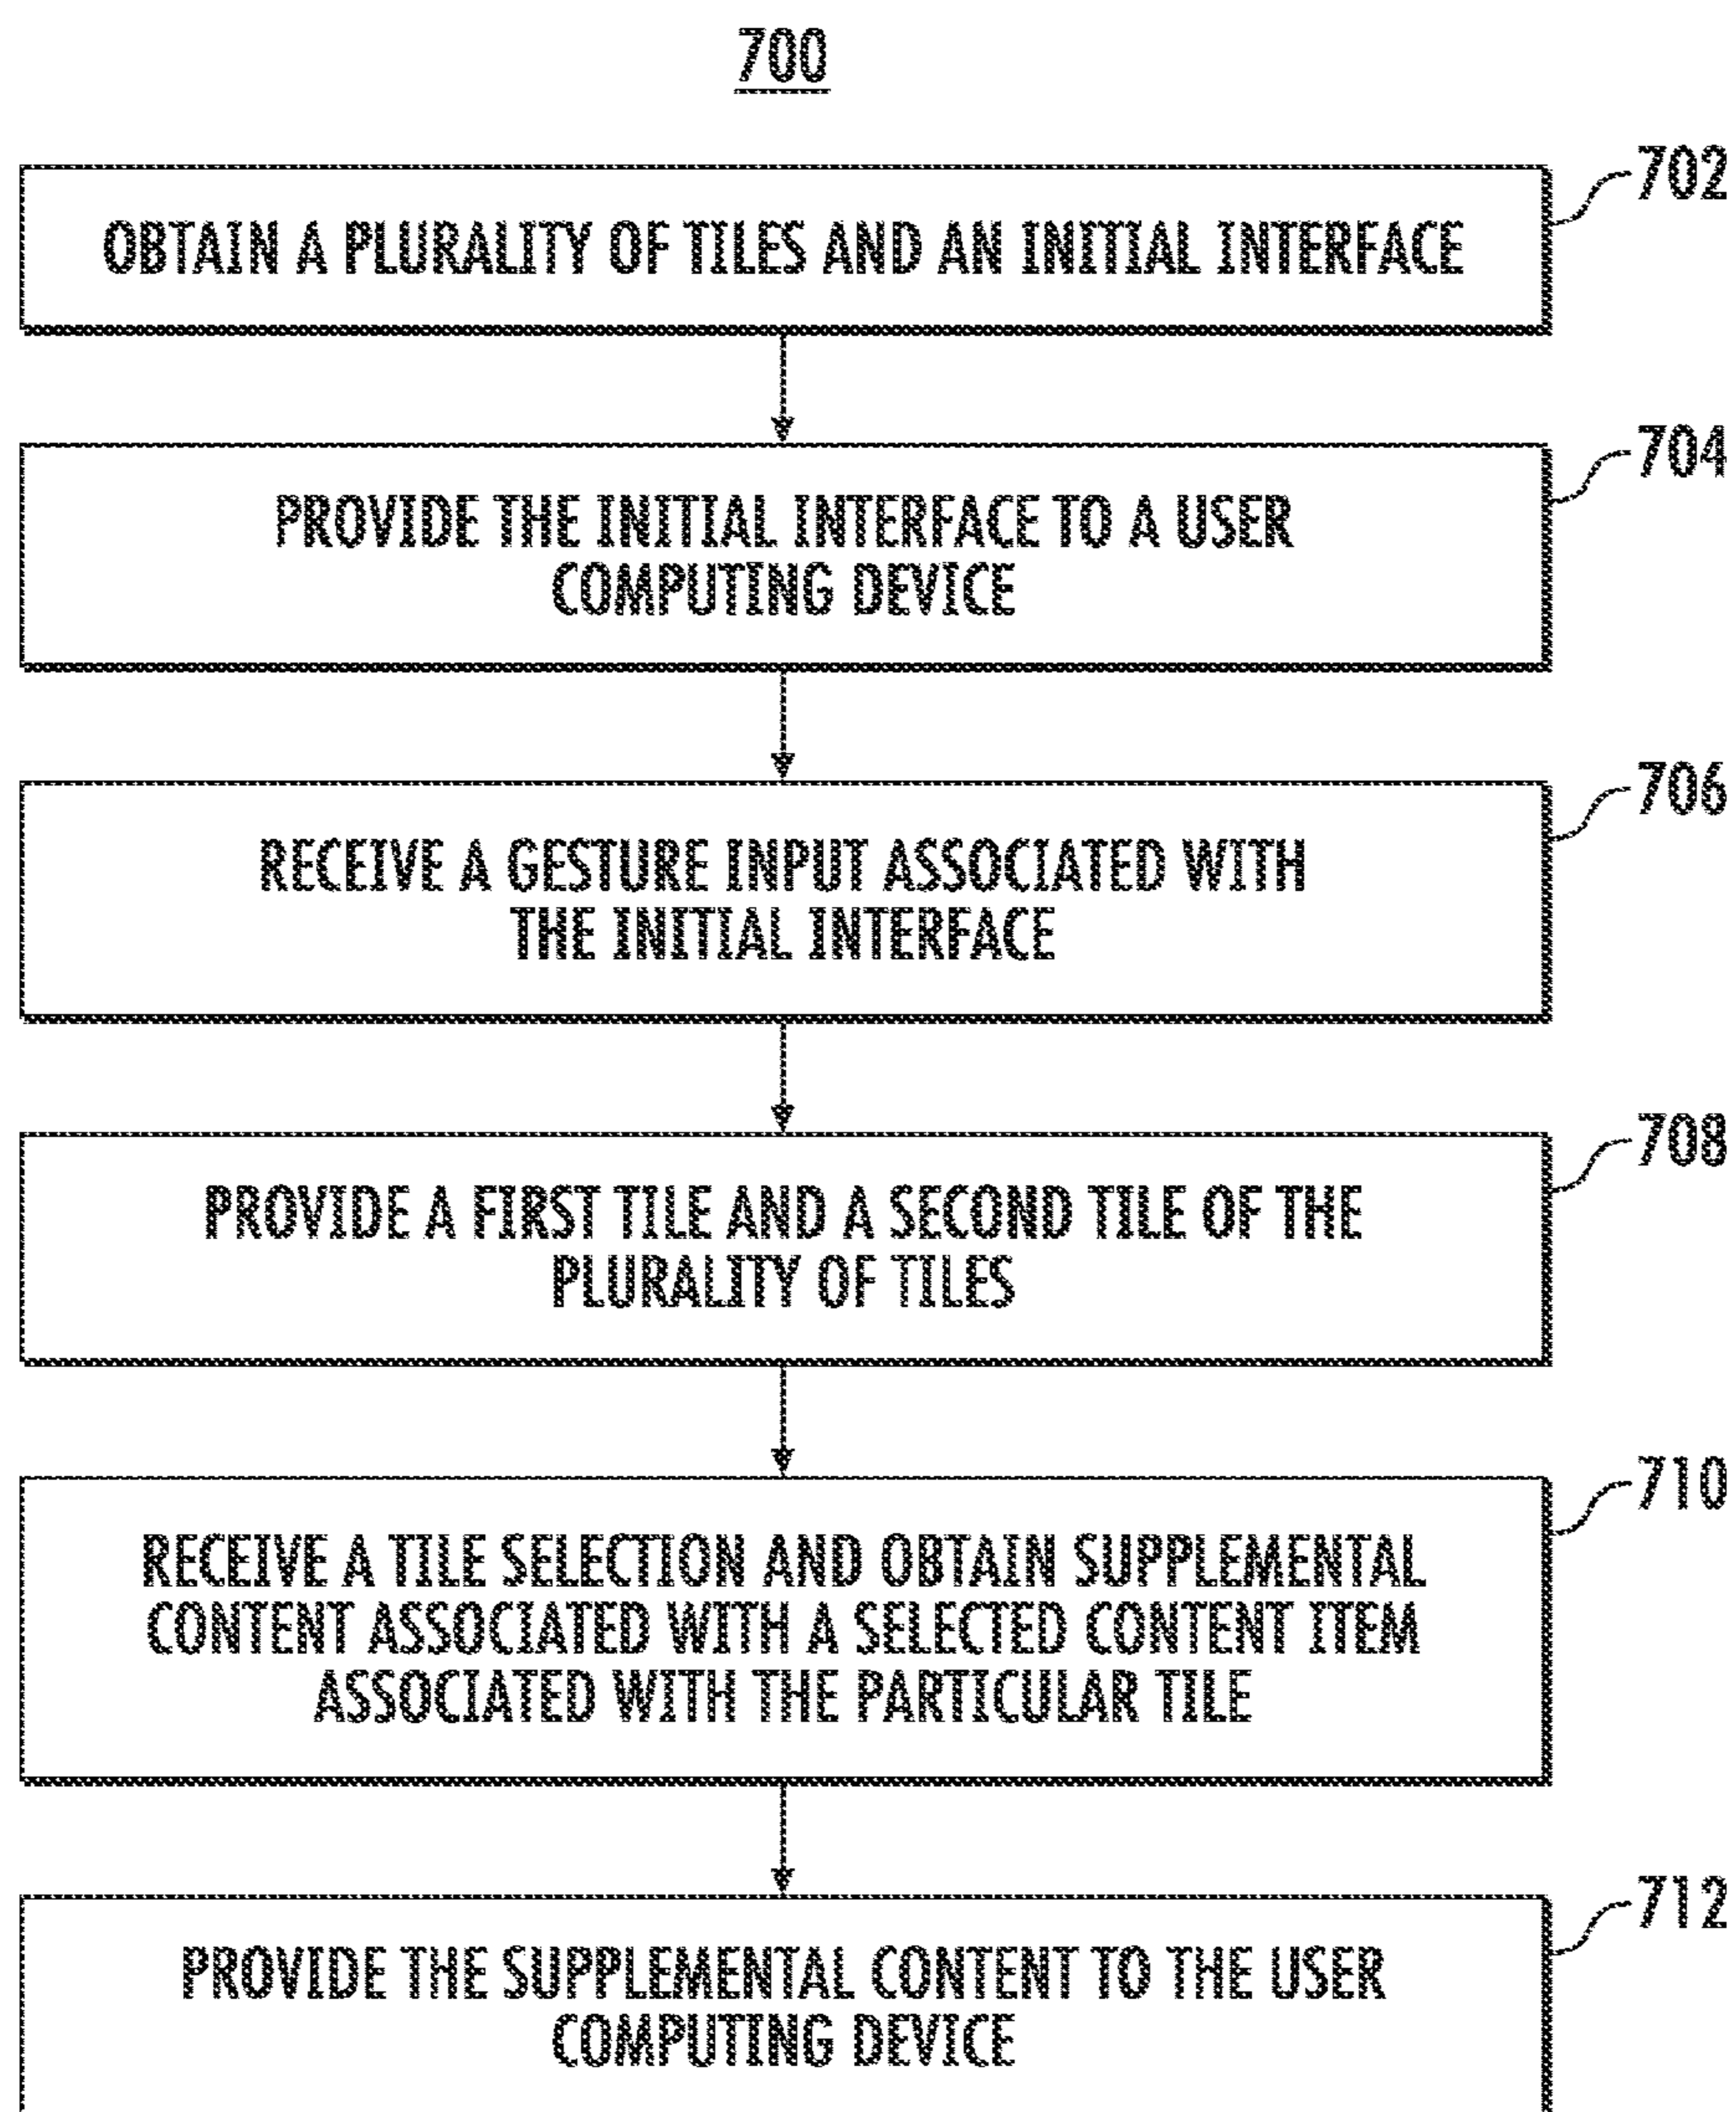 700
702
OBTAIN A PLURALITY OF TILES AND AN INITIAL INTERFACE
704
PROVIDE THE INITIAL INTERFACE TO A USER
COMPUTING DEVICE
706
RECEIVE A GESTURE INPUT ASSOCIATED WITH
THE INITIAL INTERFACE
708
PROVIDE A FIRST TILE AND A SECOND TILE OF THE
PLURALITY OF TILES
710
RECEIVE A TILE SELECTION AND OBTAIN SUPPLEMENTAL
CONTENT ASSOCIATED WITH A SELECTED CONTENT ITEM
ASSOCIATED WITH THE PARTICULAR TILE
712
PROVIDE THE SUPPLEMENTAL CONTENT TO THE USER
COMPUTING DEVICE